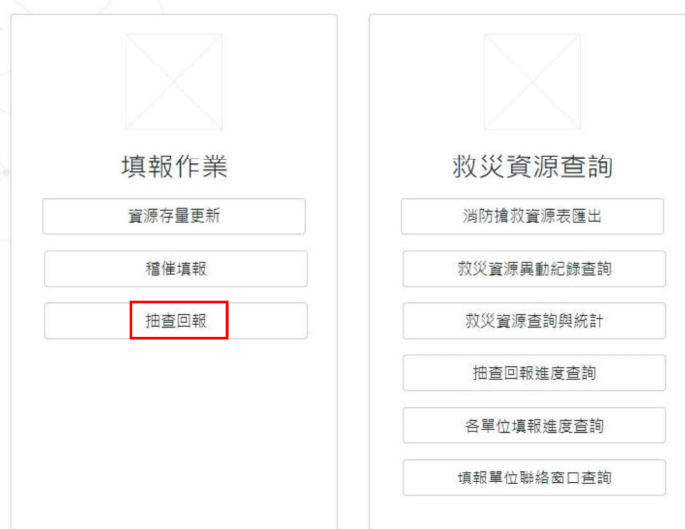 填報作業
資源存量更新
稽催填報
抽查回報
救災資源查詢
消防搶救資源表匯出
救災資源異動紀錄查詢
救災資源查詢與統計
抽查回報進度查詢
各單位填報進度查詢
填報單位聯絡窗口查詢